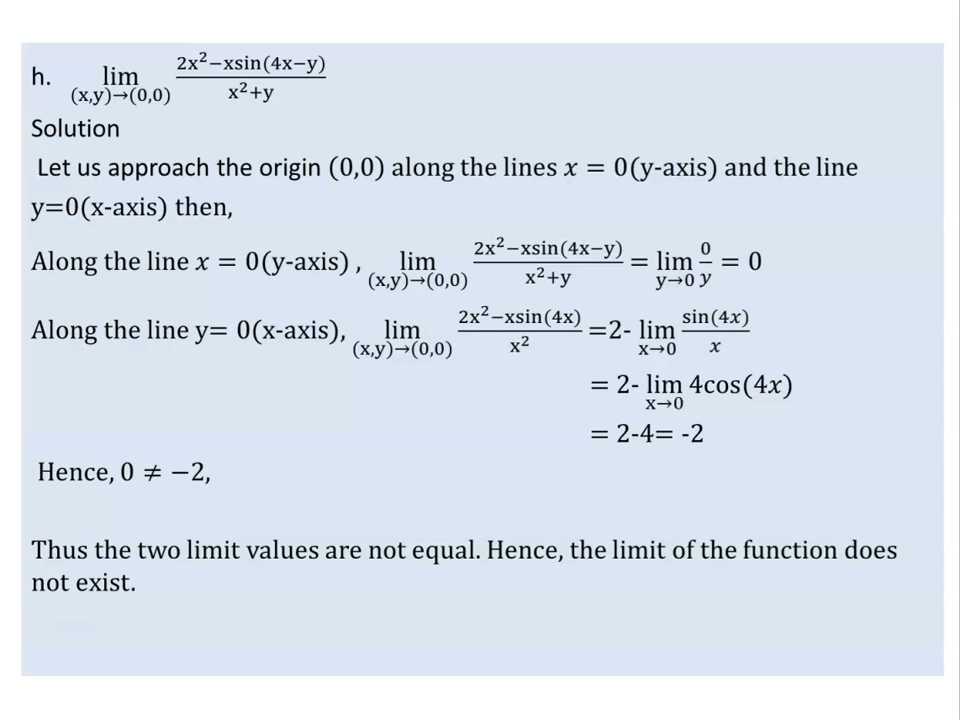 h. lim (x,y)→(0,0) 2x²−xsin(4x−y) / x²+y
Solution
Let us approach the origin (0,0) along the lines x = 0(y-axis) and the line
y=0(x-axis) then,
Along the line x = 0(y-axis) , lim (x,y)→(0,0) 2x²−xsin(4x−y) / x²+y = lim y→0 0/y = 0
Along the line y= 0(x-axis), lim (x,y)→(0,0) 2x²−xsin(4x) / x² =2- lim x→0 sin(4x) / x
= 2- lim x→0 4cos(4x)
= 2-4= -2
Hence, 0 ≠ −2,
Thus the two limit values are not equal. Hence, the limit of the function does
not exist.